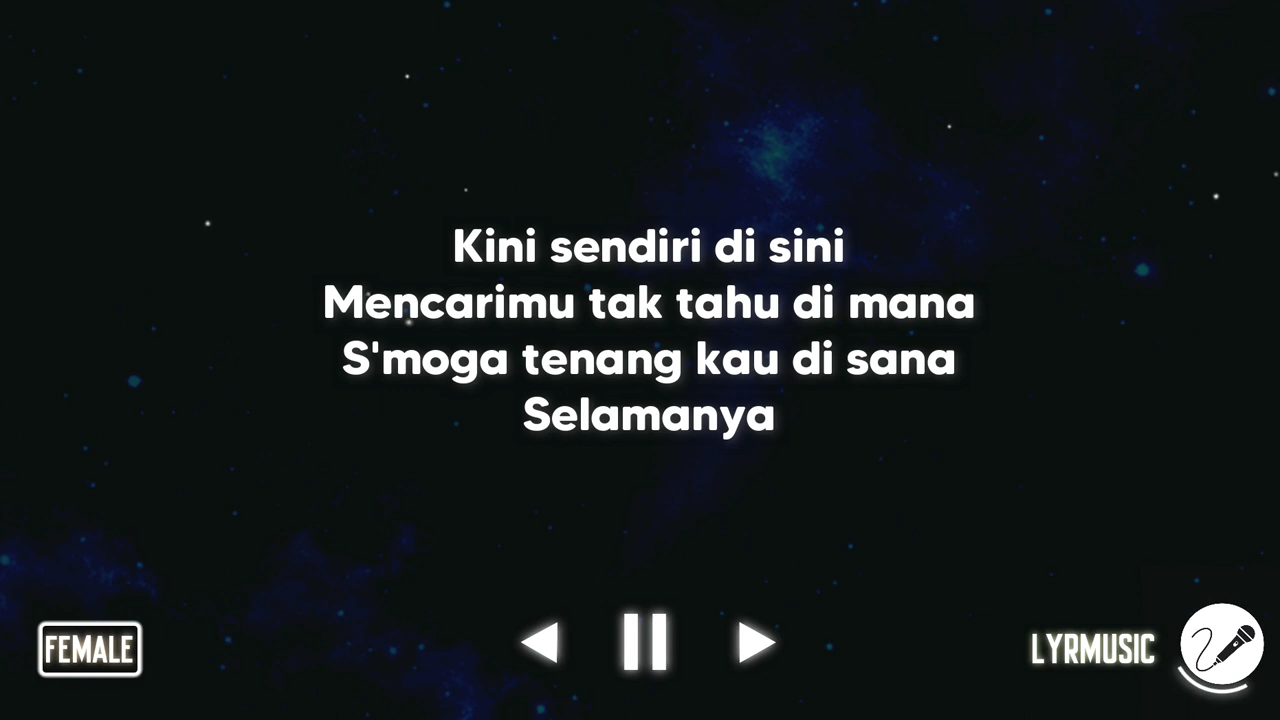 Kini sendiri di sini
Mencarimu tak tahu di mana
S'moga tenang kau di sana
Selamanya
FEMALE
LYRMUSIC